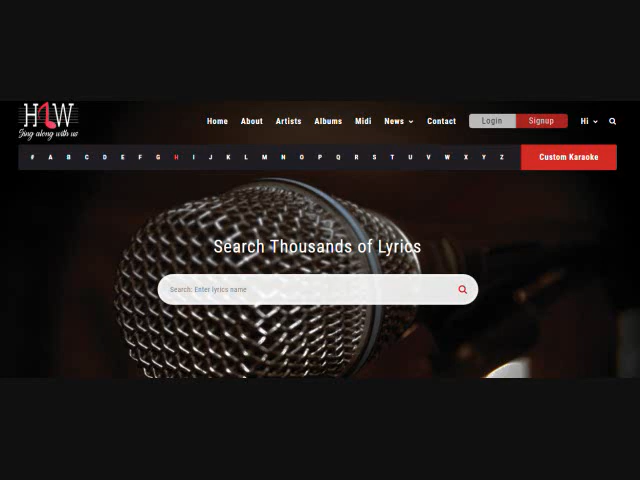 HLW
Sing along with us
Home About Artists Albums Midi News Contact Login Signup Hi
# A B C D E F G H I J K L M N O P Q R S T U V W X Y Z Custom Karaoke
Search Thousands of Lyrics
Search: Enter lyrics name